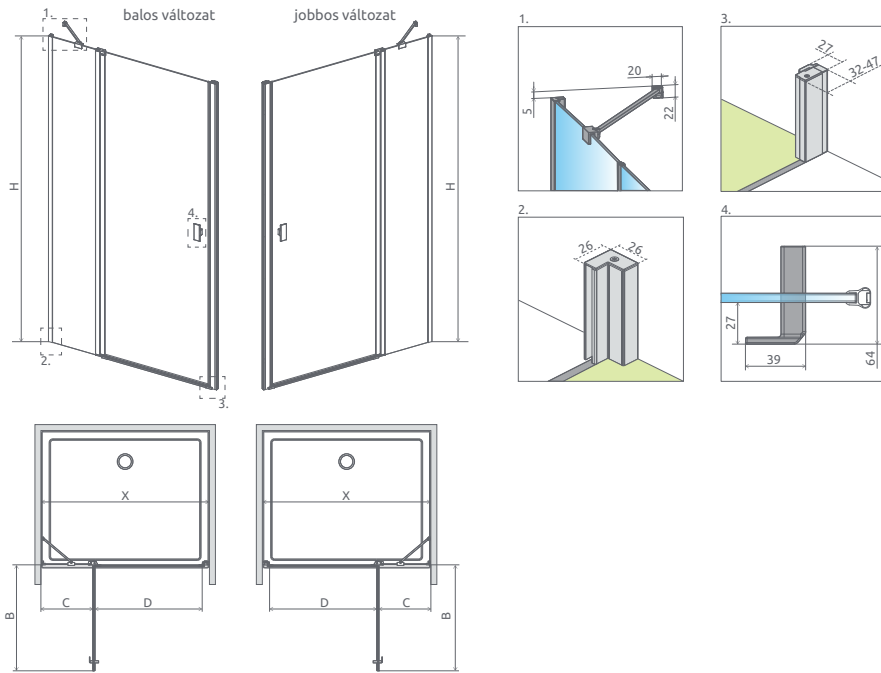 1.
balos változat
jobbos változat
H
4.
2.
3.
H
1.
20
5
22
3.
27
32-47
2.
26
26
4.
27
39
64
X
C
D
B
X
D
C
B